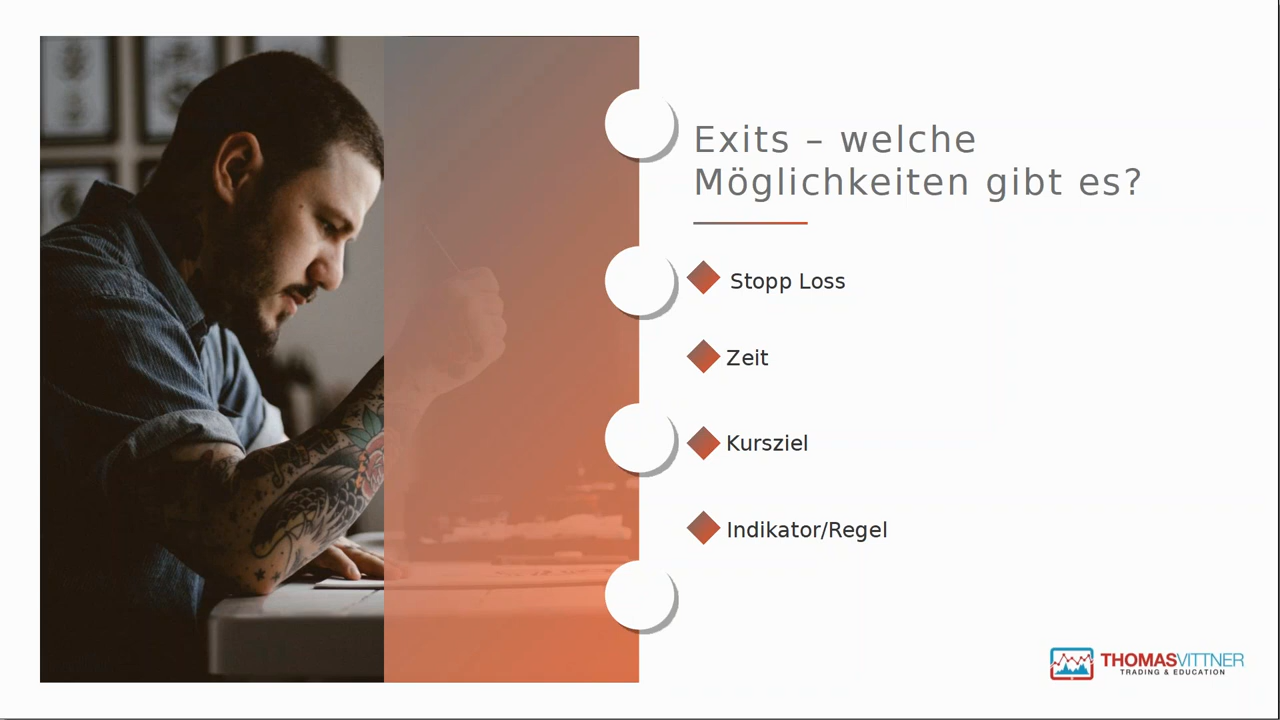 Exits – welche
Möglichkeiten gibt es?
Stopp Loss
Zeit
Kursziel
Indikator/Regel
THOMASVITTNER
TRADING & EDUCATION